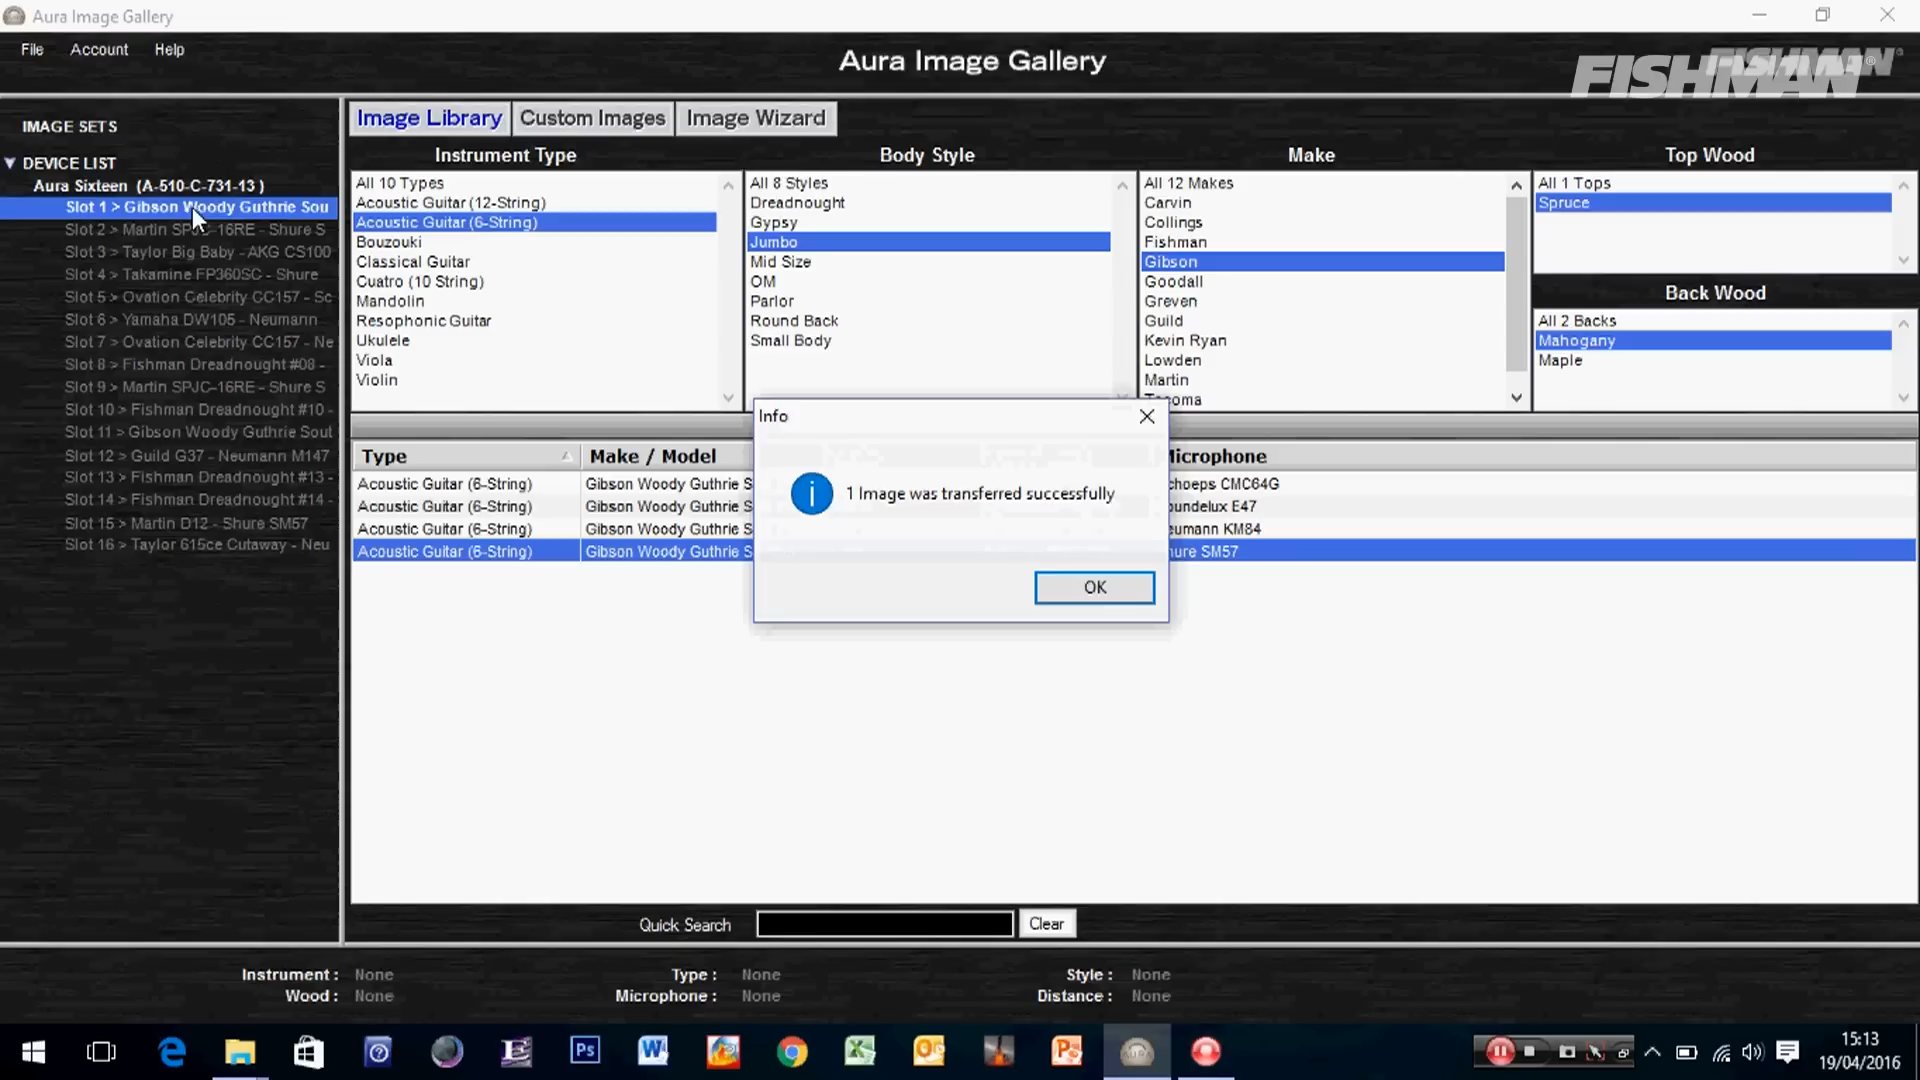 Aura Image Gallery
File Account Help
Aura Image Gallery
FISHMAN
FISHMAN
IMAGE SETS
DEVICE LIST
Aura Sixteen (A-510-C-731-13 )
Slot 1 > Gibson Woody Guthrie Sou
Slot 2 > Martin SPJC-16RE - Shure S
Slot 3 > Taylor Big Baby - AKG CS100
Slot 4 > Takamine FP360SC - Shure
Slot 5 > Ovation Celebrity CC157 - Sc
Slot 6 > Yamaha DW105 - Neumann
Slot 7 > Ovation Celebrity CC157 - Ne
Slot 8 > Fishman Dreadnought #08 -
Slot 9 > Martin SPJC-16RE - Shure S
Slot 10 > Fishman Dreadnought #10 -
Slot 11 > Gibson Woody Guthrie Sout
Slot 12 > Guild G37 - Neumann M147
Slot 13 > Fishman Dreadnought #13 -
Slot 14 > Fishman Dreadnought #14 -
Slot 15 > Martin D12 - Shure SM57
Slot 16 > Taylor 615ce Cutaway - Neu
Image Library Custom Images Image Wizard
Instrument Type
All 10 Types
Acoustic Guitar (12-String)
Acoustic Guitar (6-String)
Bouzouki
Classical Guitar
Cuatro (10 String)
Mandolin
Resophonic Guitar
Ukulele
Viola
Violin
Body Style
All 8 Styles
Dreadnought
Gypsy
Jumbo
Mid Size
OM
Parlor
Round Back
Small Body
Make
All 12 Makes
Carvin
Collings
Fishman
Gibson
Goodall
Greven
Guild
Kevin Ryan
Lowden
Martin
Top Wood
All 1 Tops
Spruce
Back Wood
All 2 Backs
Mahogany
Maple
Type Make / Model Microphone
Acoustic Guitar (6-String) Gibson Woody Guthrie S choeps CMC64G
Acoustic Guitar (6-String) Gibson Woody Guthrie S oundelux E47
Acoustic Guitar (6-String) Gibson Woody Guthrie S eumann KM84
Acoustic Guitar (6-String) Gibson Woody Guthrie S hure SM57
Info
1 Image was transferred successfully
OK
Quick Search Clear
Instrument : None Type : None Style : None
Wood : None Microphone : None Distance : None
15:13
19/04/2016